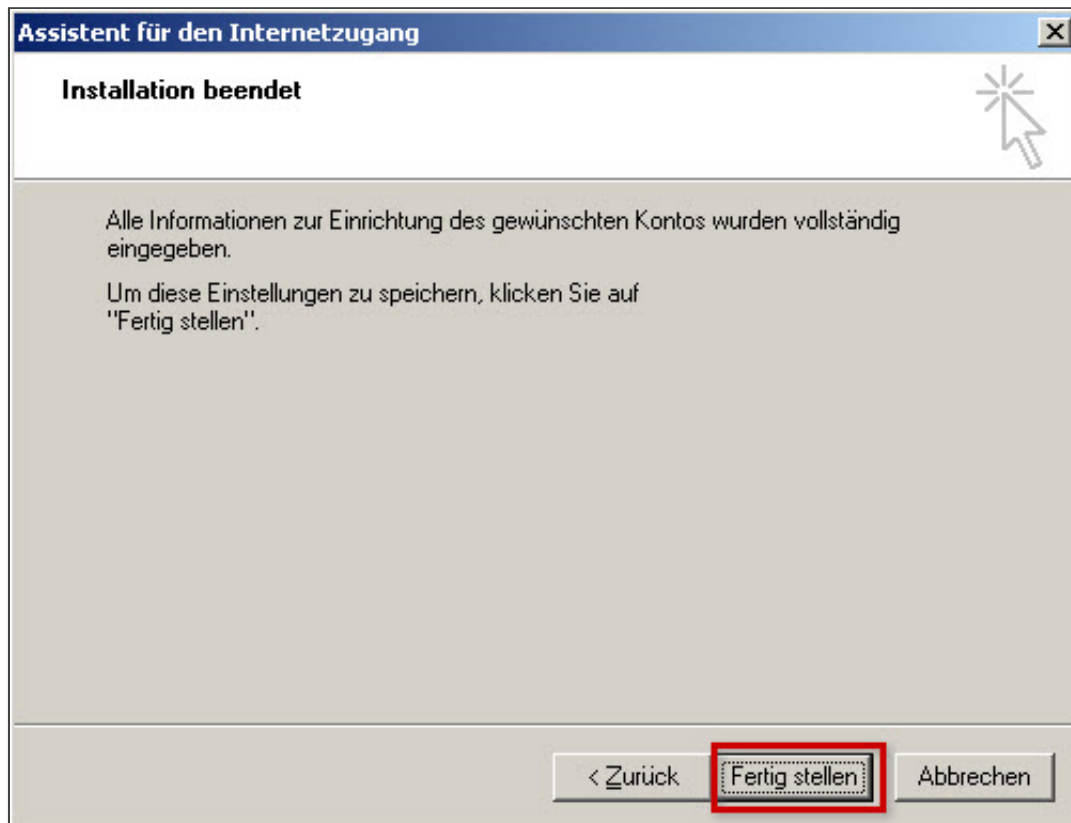 Assistent für den Internetzugang
Installation beendet
Alle Informationen zur Einrichtung des gewünschten Kontos wurden vollständig
eingegeben.
Um diese Einstellungen zu speichern, klicken Sie auf
"Fertig stellen".
< Zurück Fertig stellen Abbrechen